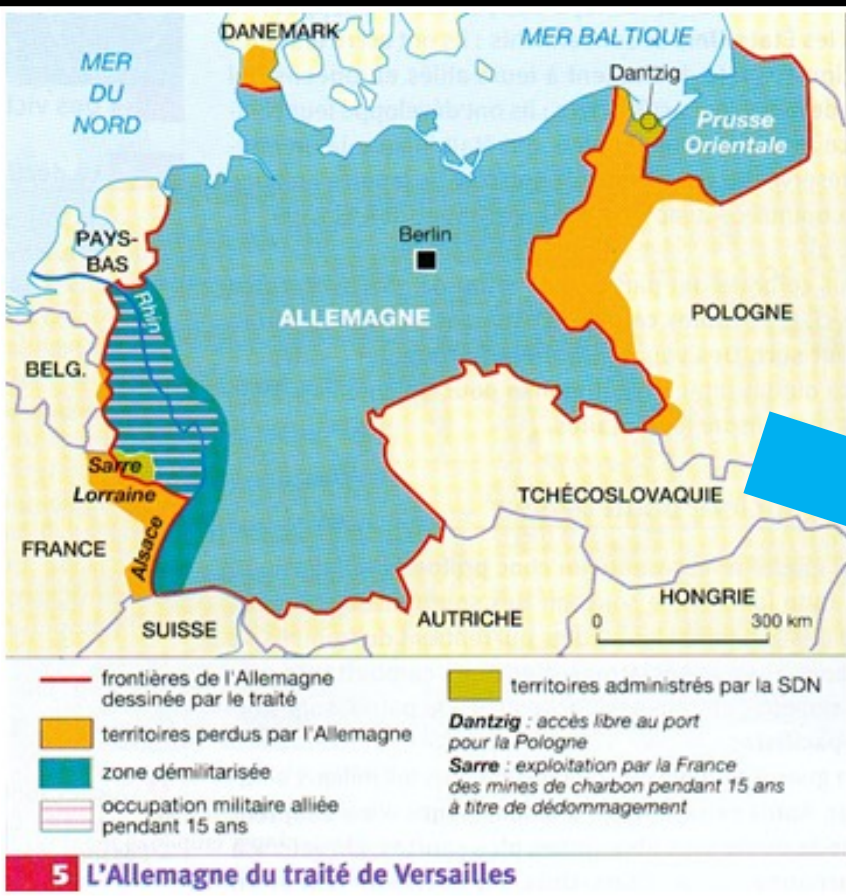 DANEMARK
MER BALTIQUE
MER
DU
NORD
Dantzig
Prusse
Orientale
PAYS-
BAS
Berlin
Rhin
ALLEMAGNE
POLOGNE
BELG.
Sarre
Lorraine
TCHÉCOSLOVAQUIE
FRANCE
Alsace
HONGRIE
AUTRICHE
SUISSE
0 300 km
frontières de l'Allemagne
dessinée par le traité
territoires perdus par l'Allemagne
zone démilitarisée
occupation militaire alliée
pendant 15 ans
territoires administrés par la SDN
Dantzig : accès libre au port
pour la Pologne
Sarre : exploitation par la France
des mines de charbon pendant 15 ans
à titre de dédommagement
5 L'Allemagne du traité de Versailles